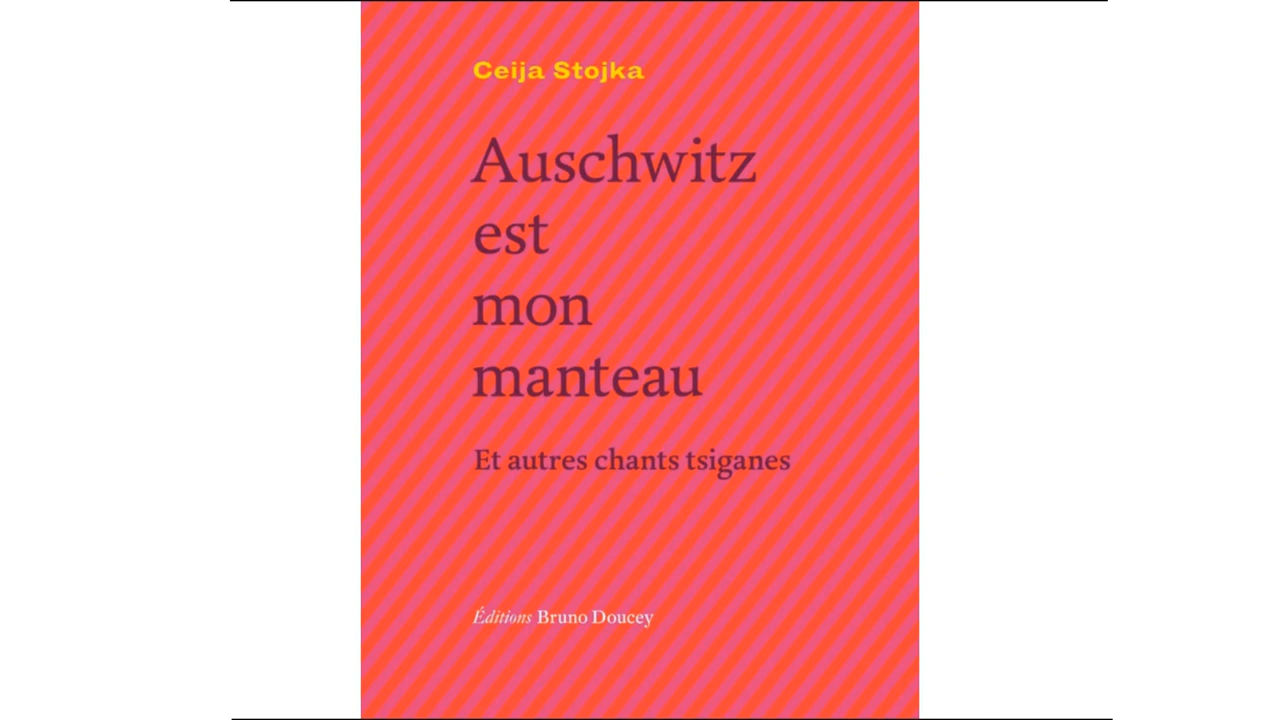 Ceija Stojka
Auschwitz
est
mon
manteau
Et autres chants tsiganes
Éditions Bruno Doucey